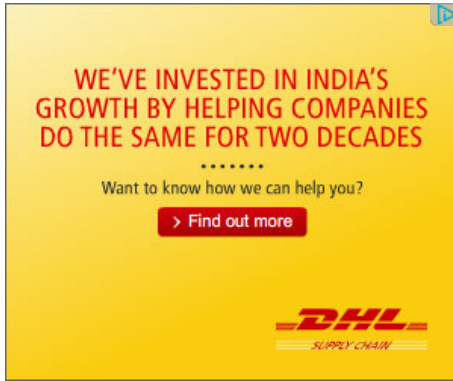 WE'VE INVESTED IN INDIA'S
GROWTH BY HELPING COMPANIES
DO THE SAME FOR TWO DECADES
.......
Want to know how we can help you?
> Find out more
DHL
SUPPLY CHAIN